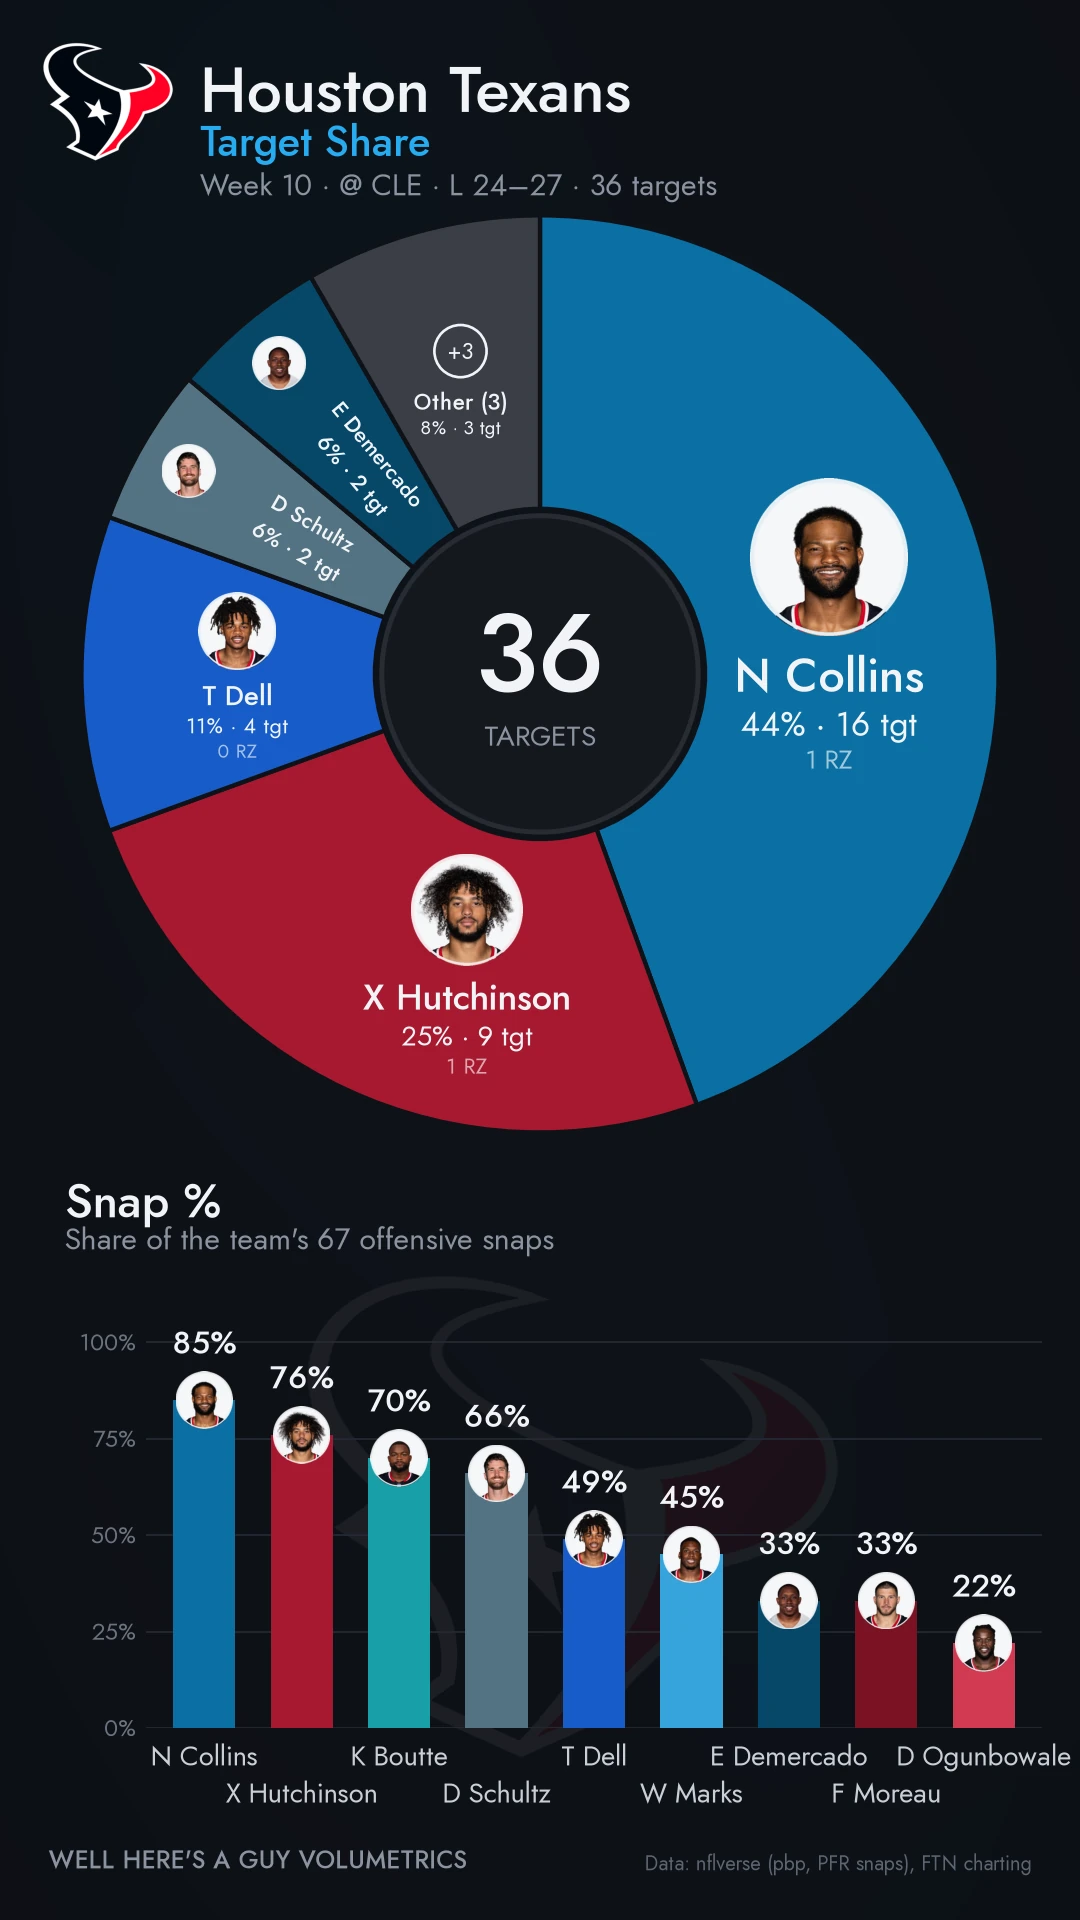 Houston Texans
Target Share
Week 10 · @ CLE · L 24–27 · 36 targets
+3
Other (3)
8% · 3 tgt
E Demercado
6% · 2 tgt
D Schultz
6% · 2 tgt
T Dell
11% · 4 tgt
0 RZ
36
TARGETS
N Collins
44% · 16 tgt
1 RZ
X Hutchinson
25% · 9 tgt
1 RZ
Snap %
Share of the team's 67 offensive snaps
100%
75%
50%
25%
0%
85%
76%
70%
66%
49%
45%
33%
33%
22%
N Collins
X Hutchinson
K Boutte
D Schultz
T Dell
W Marks
E Demercado
F Moreau
D Ogunbowale
WELL HERE'S A GUY VOLUMETRICS
Data: nflverse (pbp, PFR snaps), FTN charting